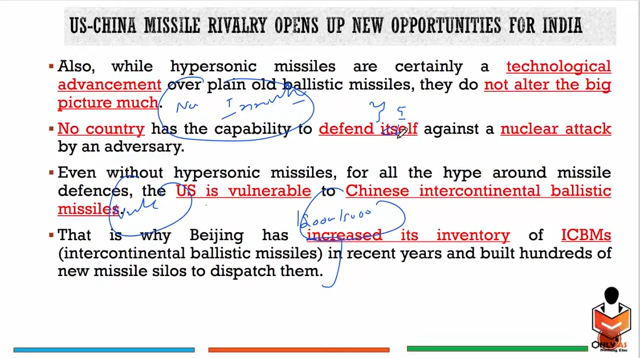 US-CHINA MISSILE RIVALRY OPENS UP NEW OPPORTUNITIES FOR INDIA
▪ Also, while hypersonic missiles are certainly a technological
advancement over plain old ballistic missiles, they do not alter the big
picture much.
No
▪ No country has the capability to defend itself against a nuclear attack
by an adversary.
▪ Even without hypersonic missiles, for all the hype around missile
defences, the US is vulnerable to Chinese intercontinental ballistic
missiles.
▪ That is why Beijing has increased its inventory of ICBMs
(intercontinental ballistic missiles) in recent years and built hundreds of
new missile silos to dispatch them.
ONLY IAS